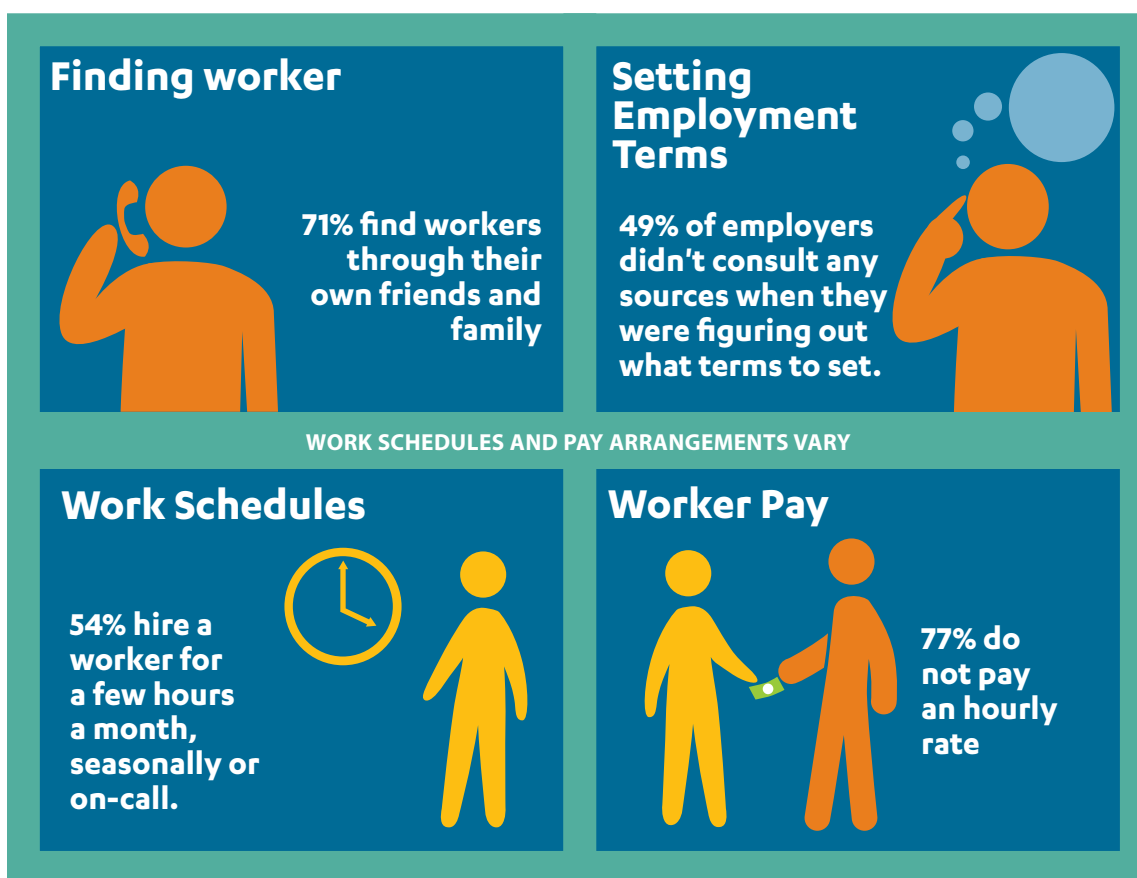 Finding worker
71% find workers
through their
own friends and
family
Setting
Employment
Terms
49% of employers
didn't consult any
sources when they
were figuring out
what terms to set.
WORK SCHEDULES AND PAY ARRANGEMENTS VARY
Work Schedules
54% hire a
worker for
a few hours
a month,
seasonally or
on-call.
Worker Pay
77% do
not pay
an hourly
rate